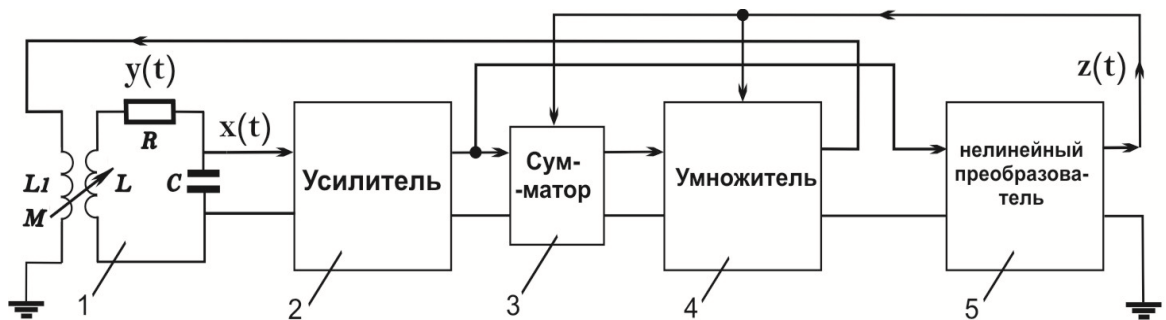 y(t)
z(t)
x(t)
R
L1
L
C
M
Усилитель
Сум-
-матор
Умножитель
нелинейный
преобразова-
тель
1
2
3
4
5